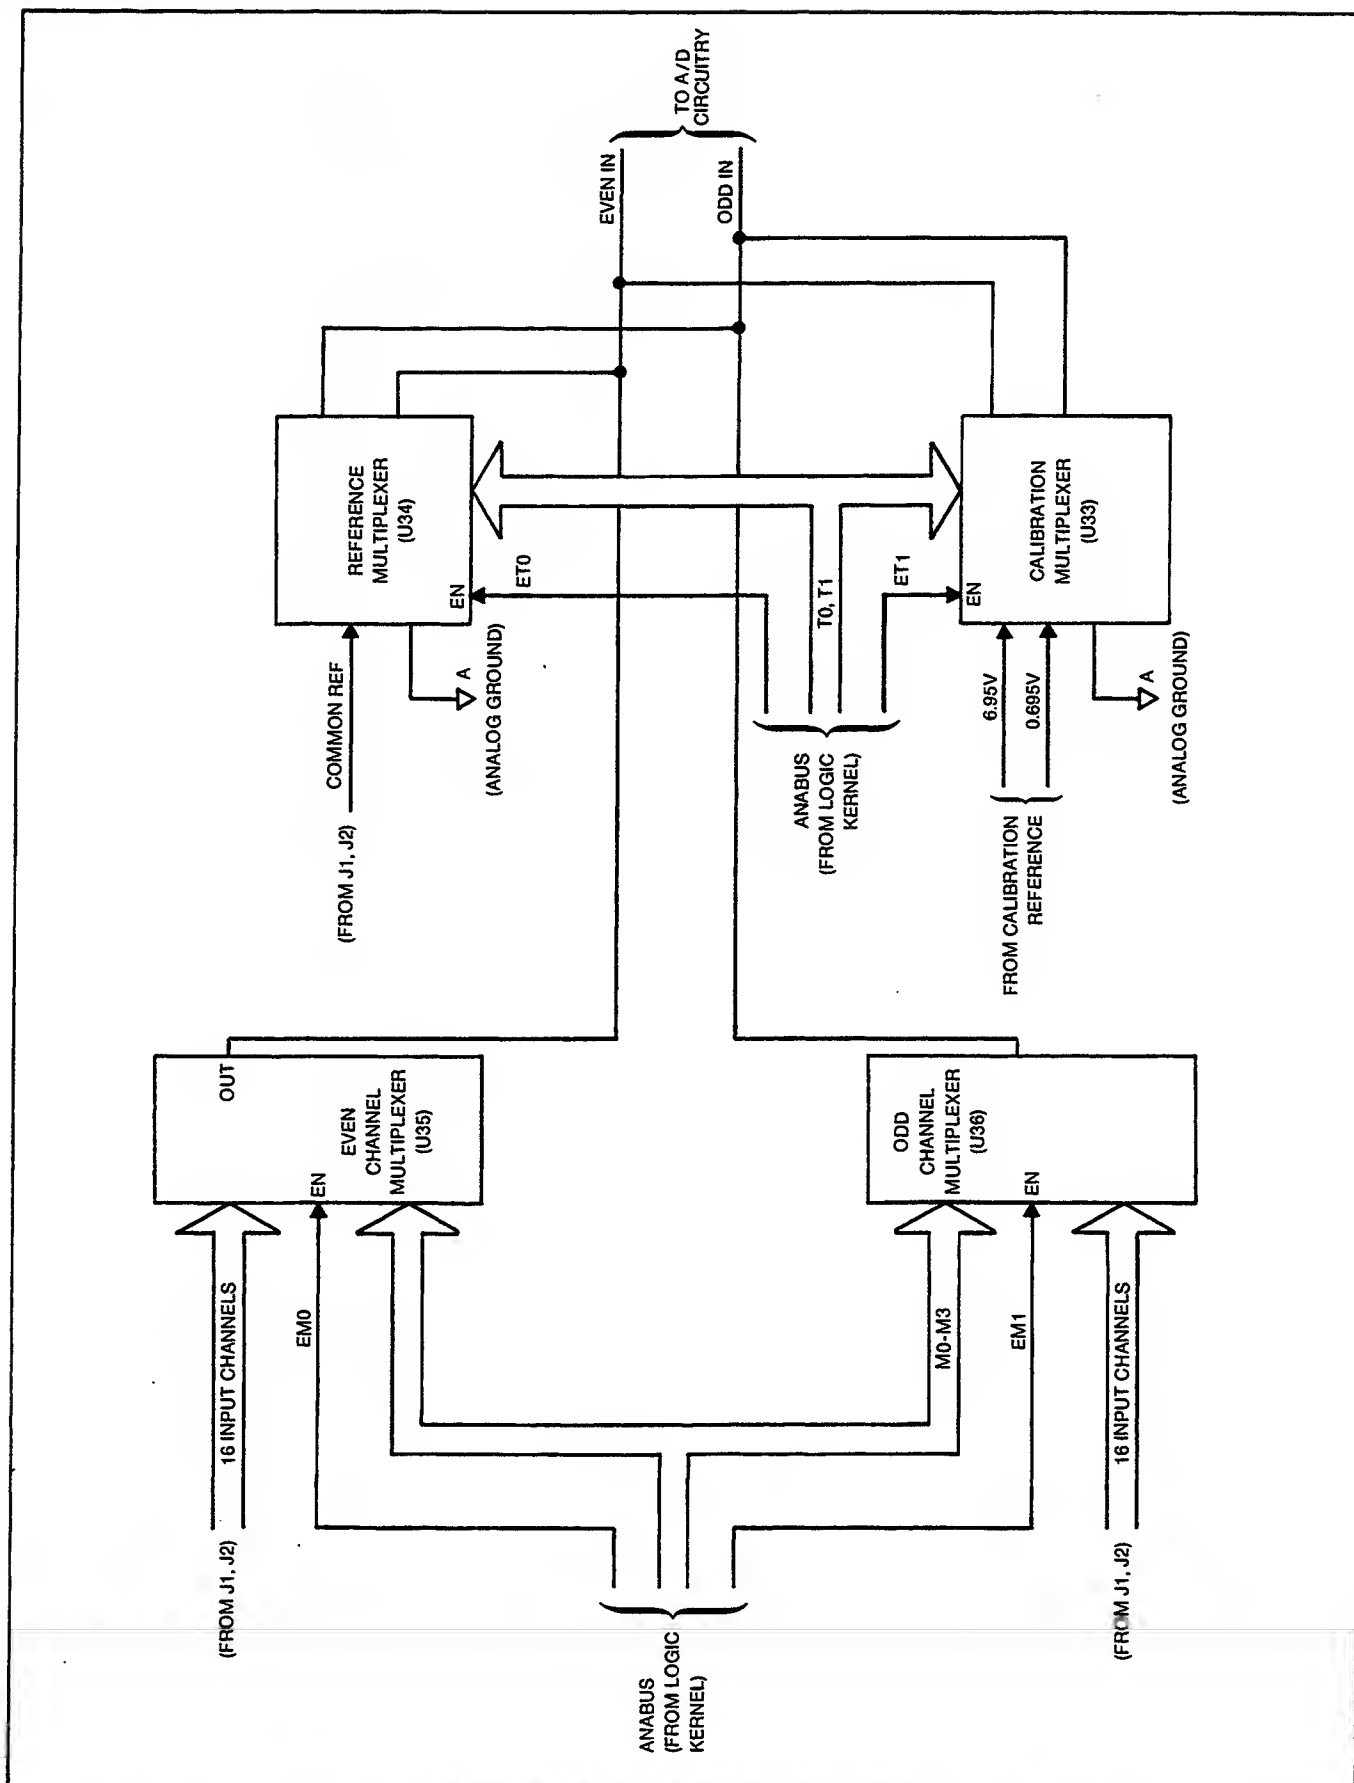 (FROM J1, J2)
16 INPUT CHANNELS
OUT
EM0
EN
EVEN
CHANNEL
MULTIPLEXER
(U35)
ANABUS
(FROM LOGIC
KERNEL)
M0-M3
ODD
CHANNEL
MULTIPLEXER
(U36)
EM1
EN
(FROM J1, J2)
16 INPUT CHANNELS
(FROM J1, J2)
COMMON REF
REFERENCE
MULTIPLEXER
(U34)
EN
A
(ANALOG GROUND)
ET0
EVEN IN
TO A/D
CIRCUITRY
ODD IN
ANABUS
(FROM LOGIC
KERNEL)
T0, T1
ET1
EN
CALIBRATION
MULTIPLEXER
(U33)
6.95V
0.695V
FROM CALIBRATION
REFERENCE
A
(ANALOG GROUND)